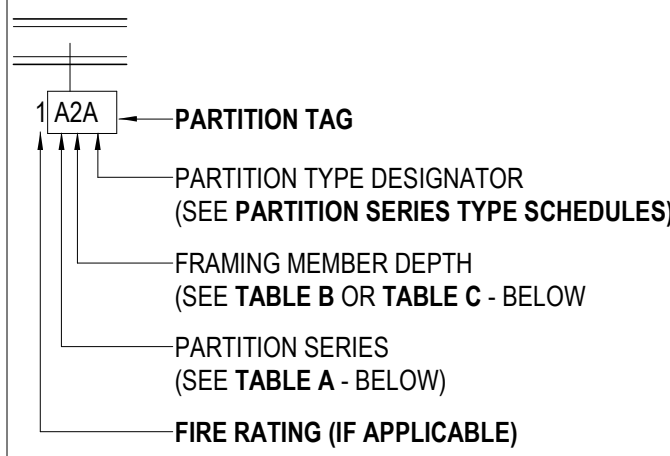 1 A2A
PARTITION TAG
PARTITION TYPE DESIGNATOR
(SEE PARTITION SERIES TYPE SCHEDULES)
FRAMING MEMBER DEPTH
(SEE TABLE B OR TABLE C - BELOW
PARTITION SERIES
(SEE TABLE A - BELOW)
FIRE RATING (IF APPLICABLE)